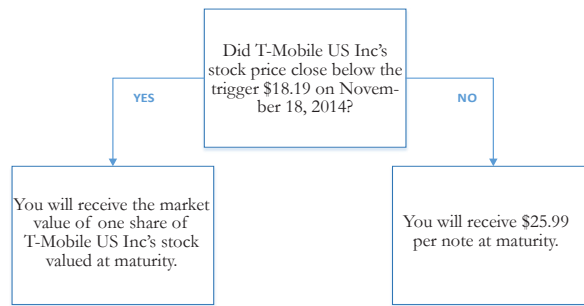 Did T-Mobile US Inc's
stock price close below the
trigger $18.19 on Novem-
ber 18, 2014?
YES
NO
You will receive the market
value of one share of
T-Mobile US Inc's stock
valued at maturity.
You will receive $25.99
per note at maturity.